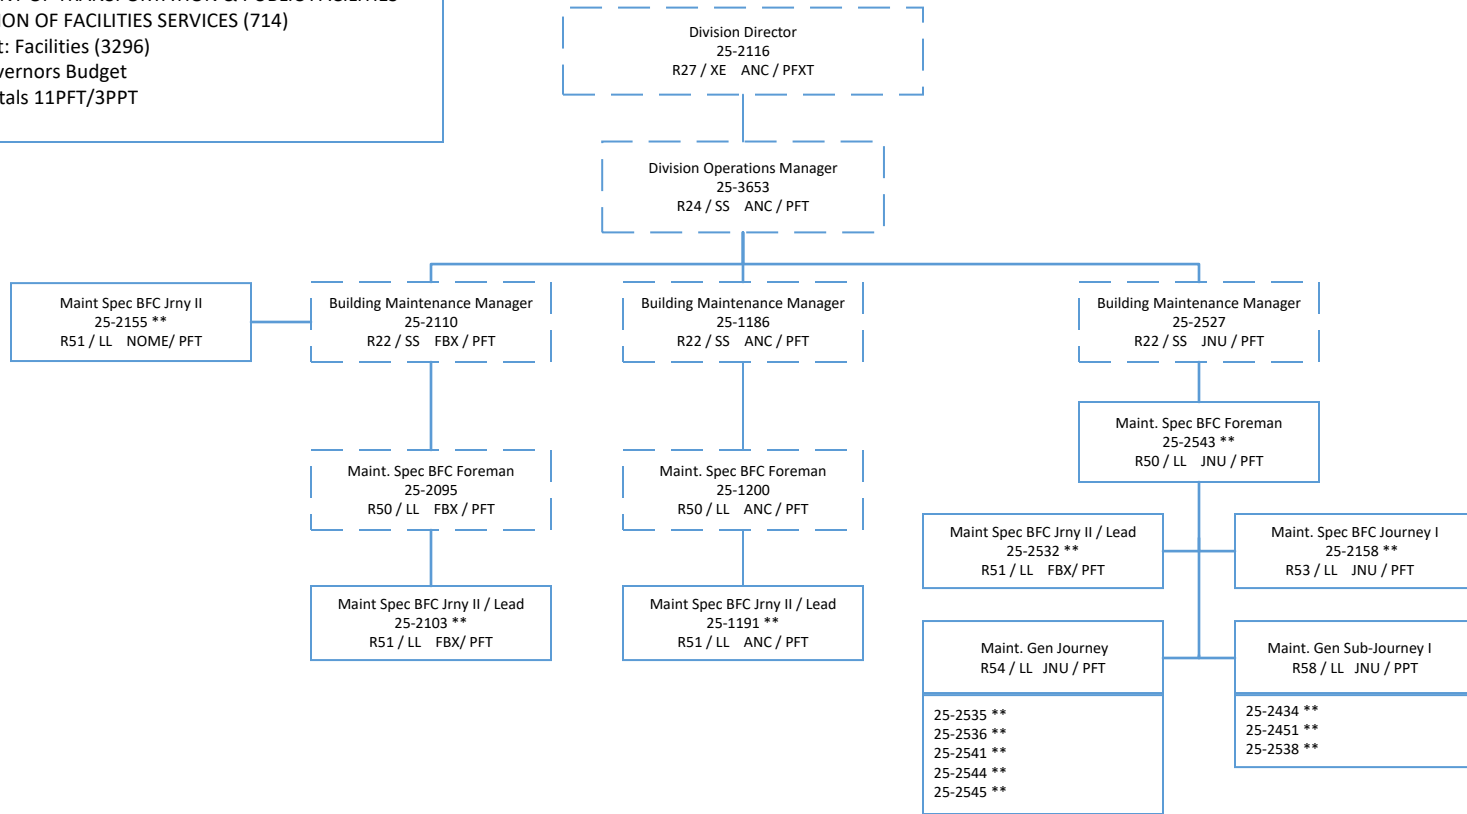 OF TRANSPORTATION & PUBLIC FACILITIES
OF FACILITIES SERVICES (714)
Facilities (3296)
Budget
11PFT/3PPT
Division Director
25-2116
R27 / XE ANC / PFXT
Division Operations Manager
25-3653
R24 / SS ANC / PFT
Maint Spec BFC Jrny II
25-2155 **
R51 / LL NOME/ PFT
Building Maintenance Manager
25-2110
R22 / SS FBX / PFT
Building Maintenance Manager
25-1186
R22 / SS ANC / PFT
Building Maintenance Manager
25-2527
R22 / SS JNU / PFT
Maint. Spec BFC Foreman
25-2543 **
R50 / LL JNU / PFT
Maint. Spec BFC Foreman
25-2095
R50 / LL FBX / PFT
Maint. Spec BFC Foreman
25-1200
R50 / LL ANC / PFT
Maint Spec BFC Jrny II / Lead
25-2532 **
R51 / LL FBX/ PFT
Maint. Spec BFC Journey I
25-2158 **
R53 / LL JNU / PFT
Maint Spec BFC Jrny II / Lead
25-2103 **
R51 / LL FBX/ PFT
Maint Spec BFC Jrny II / Lead
25-1191 **
R51 / LL ANC / PFT
Maint. Gen Journey
R54 / LL JNU / PFT
25-2535 **
25-2536 **
25-2541 **
25-2544 **
25-2545 **
Maint. Gen Sub-Journey I
R58 / LL JNU / PPT
25-2434 **
25-2451 **
25-2538 **